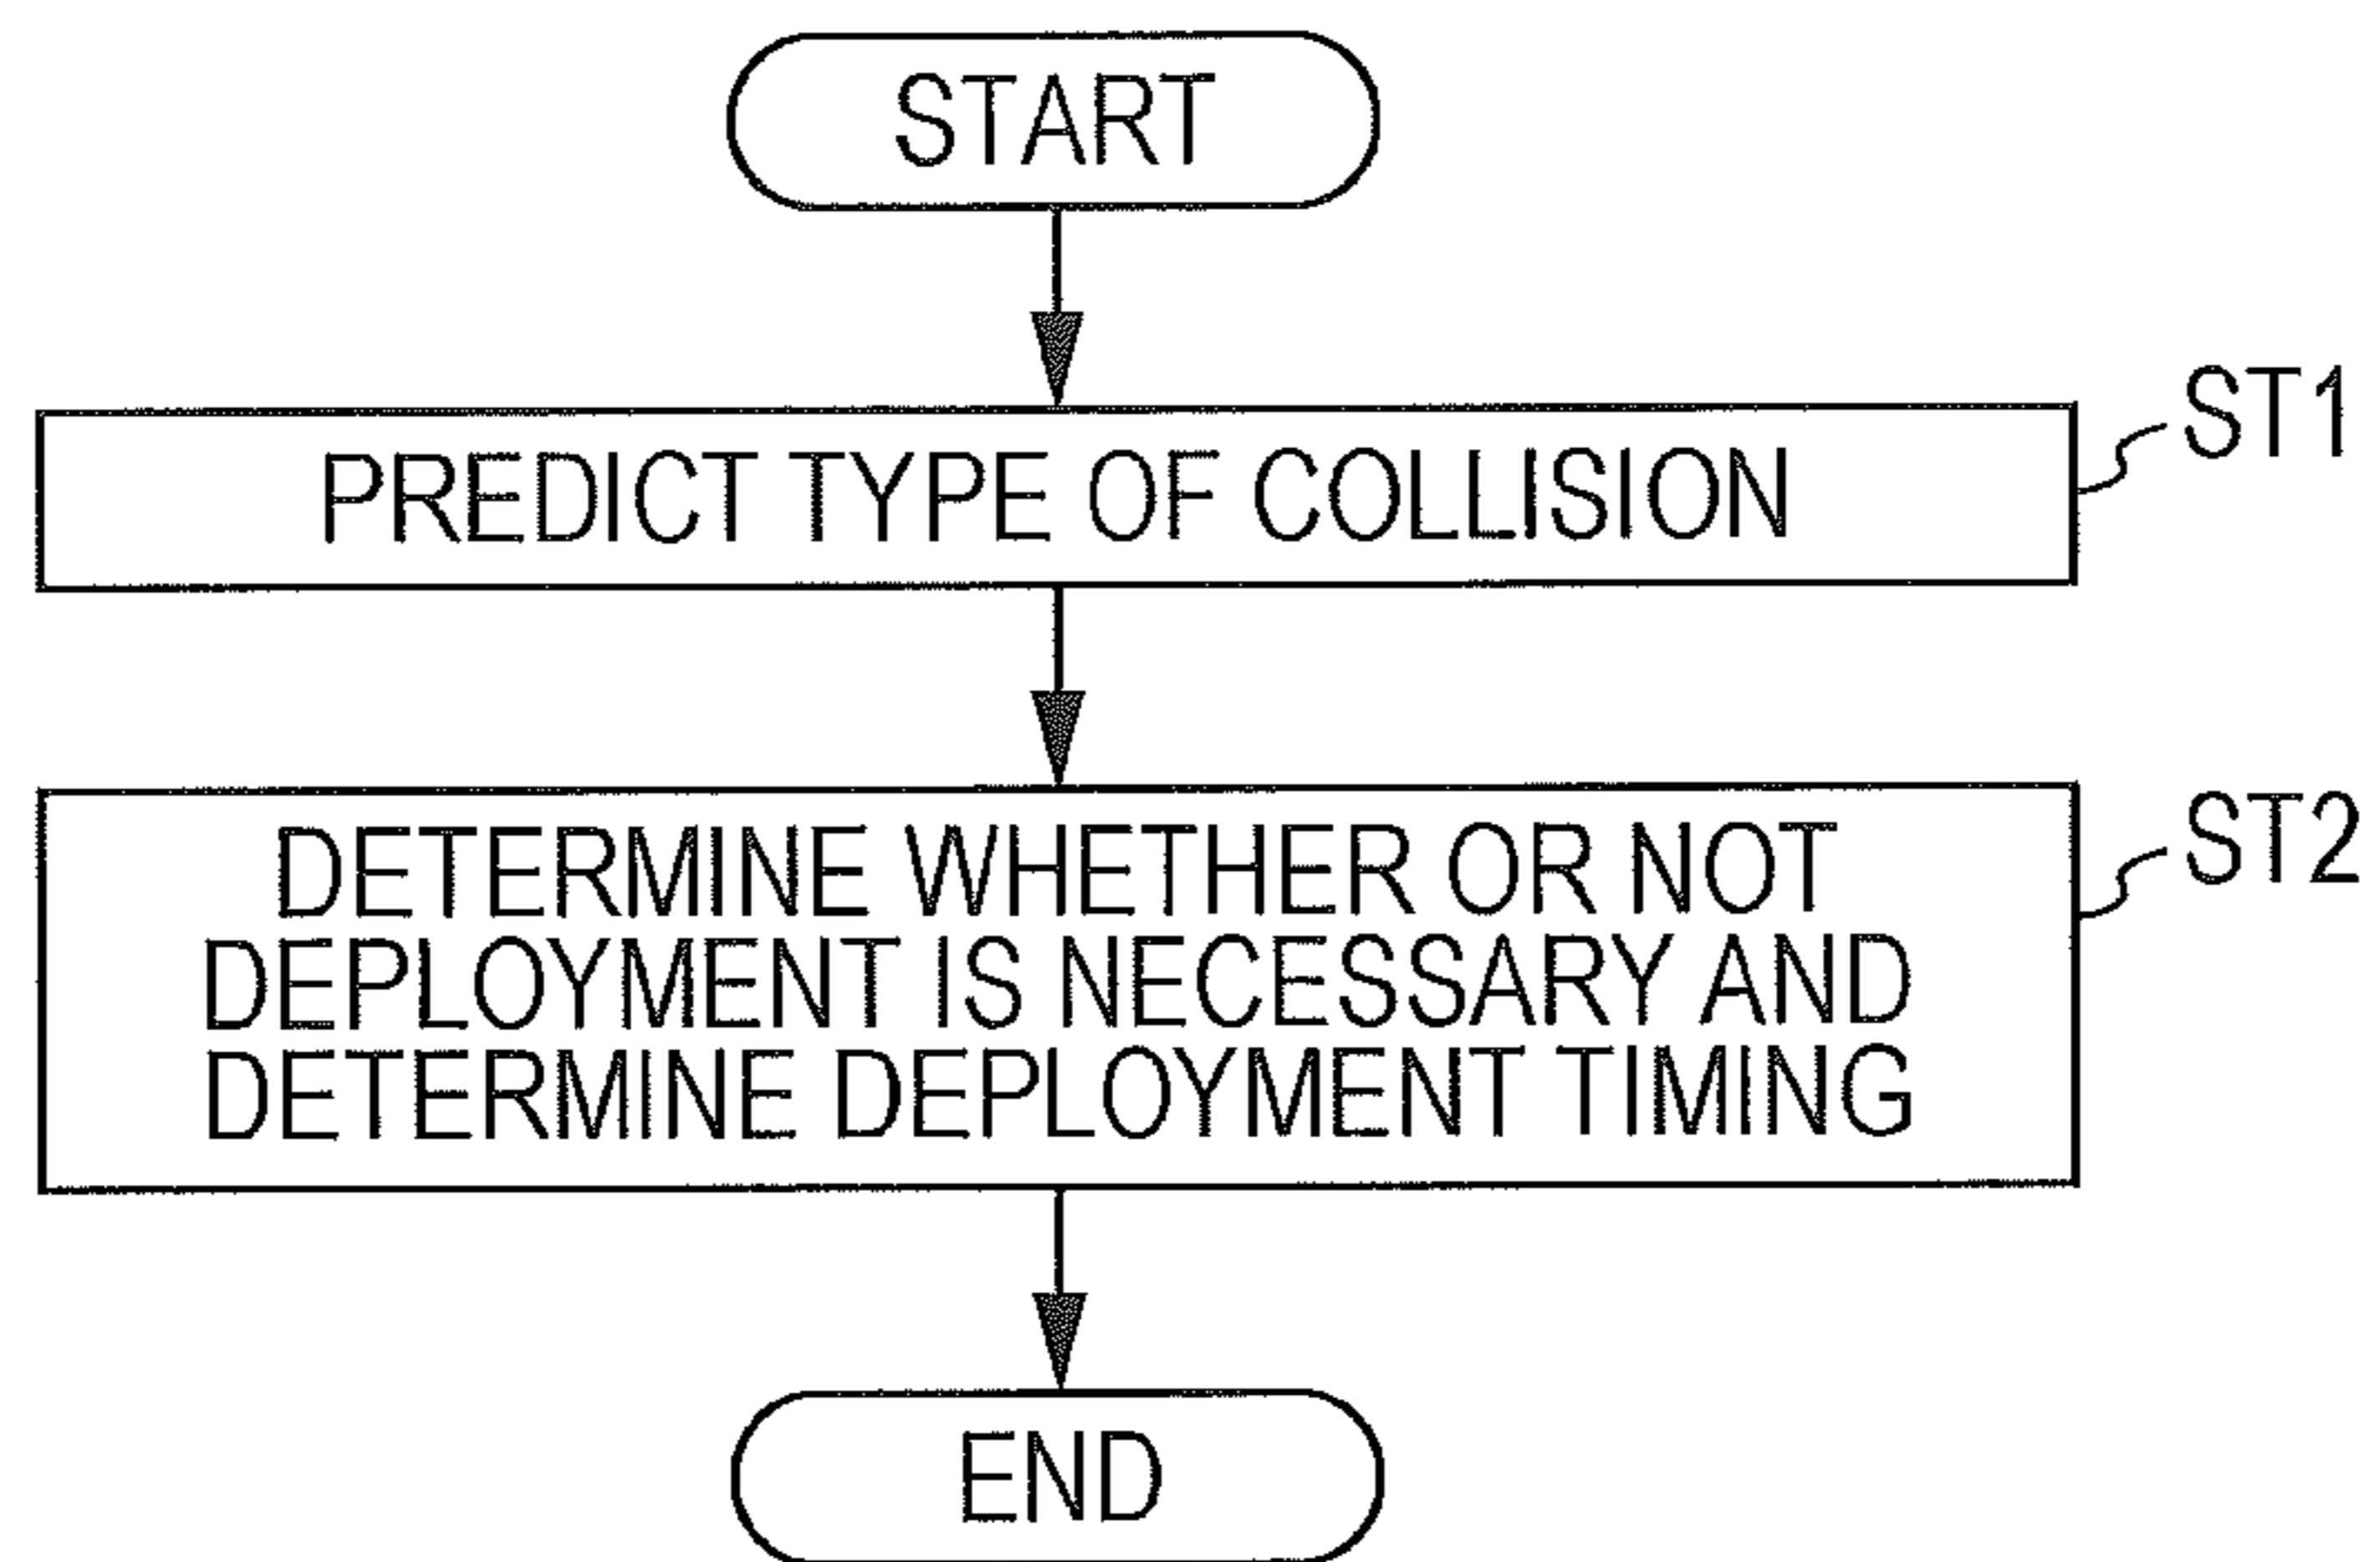 START
PREDICT TYPE OF COLLISION
ST1
DETERMINE WHETHER OR NOT
DEPLOYMENT IS NECESSARY AND
DETERMINE DEPLOYMENT TIMING
ST2
END